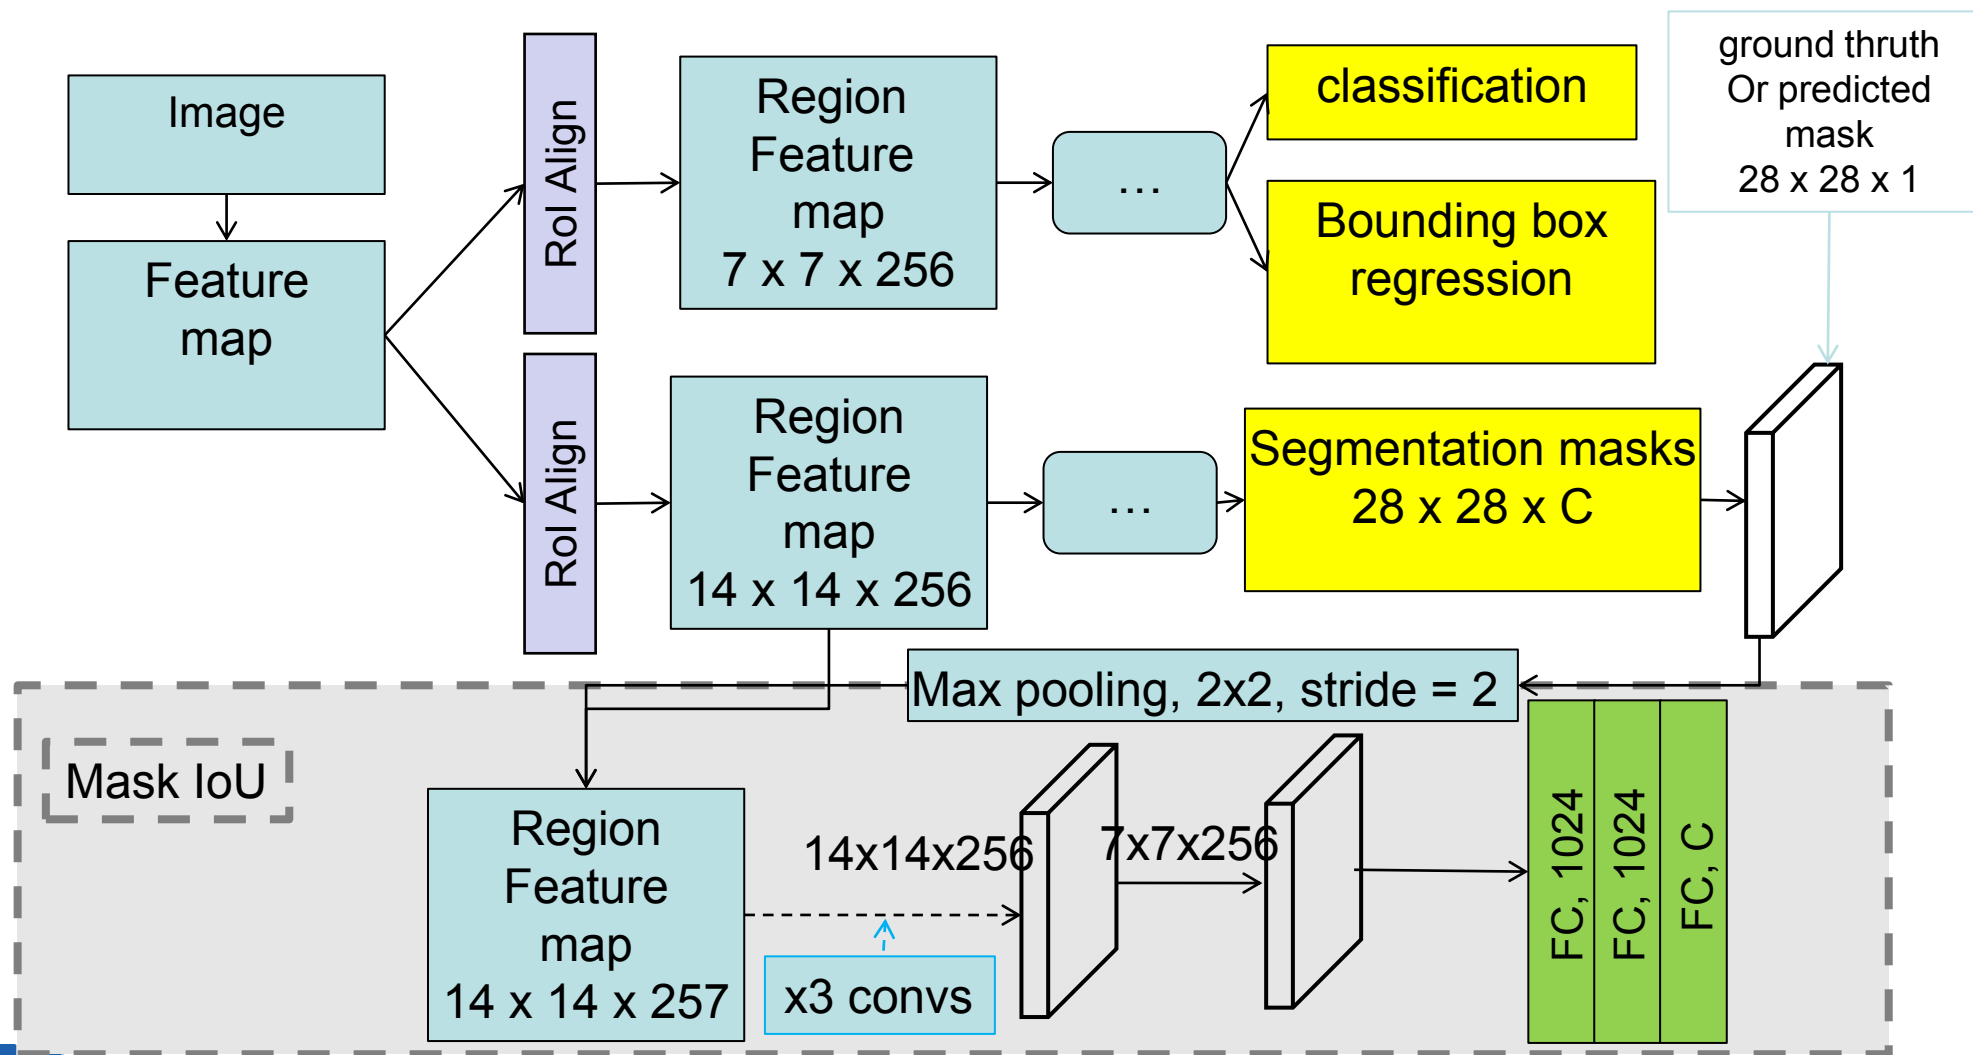 Image
Feature
map
RoI Align
Region
Feature
map
7 x 7 x 256
...
classification
Bounding box
regression
ground thruth
Or predicted
mask
28 x 28 x 1
RoI Align
Region
Feature
map
14 x 14 x 256
...
Segmentation masks
28 x 28 x C
Max pooling, 2x2, stride = 2
Mask IoU
Region
Feature
map
14 x 14 x 257
14x14x256
x3 convs
7x7x256
FC, 1024
FC, 1024
FC, C